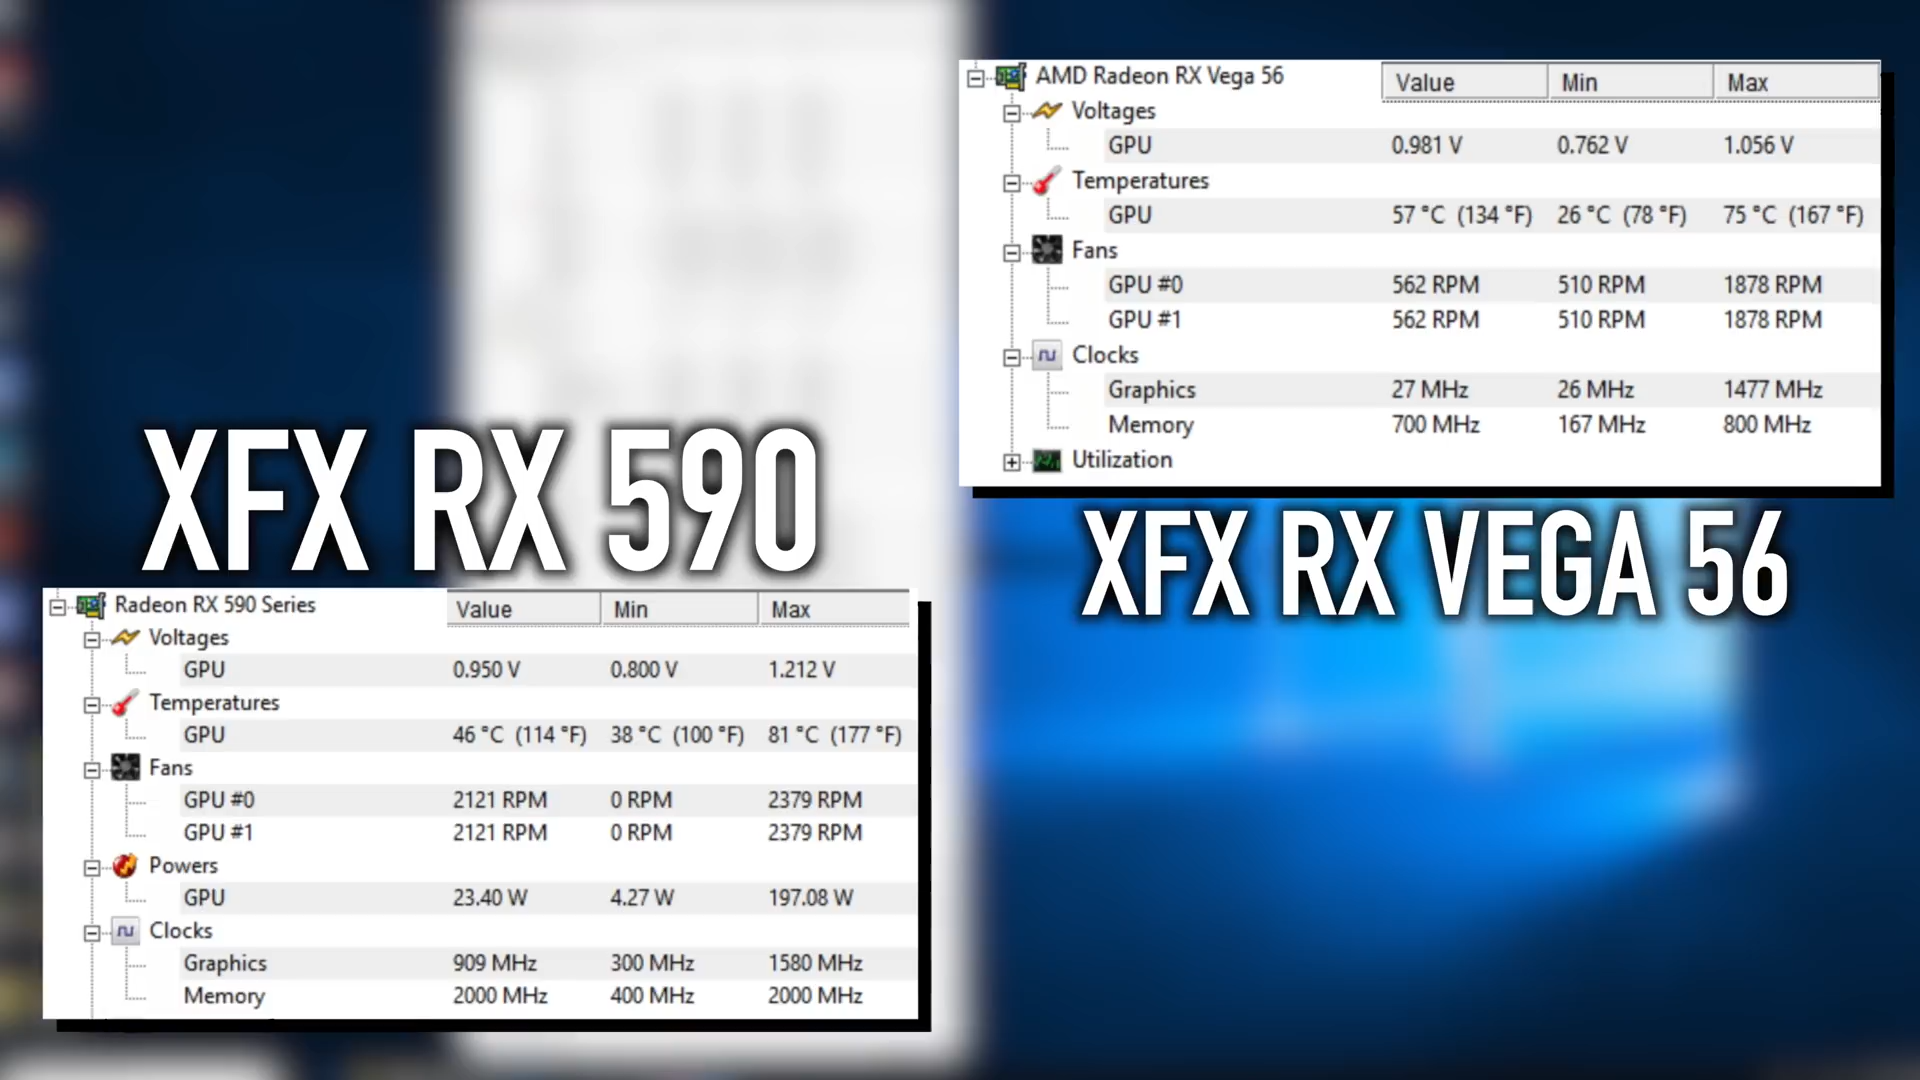 AMD Radeon RX Vega 56 Value Min Max
Voltages
GPU 0.981 V 0.762 V 1.056 V
Temperatures
GPU 57 °C (134 °F) 26 °C (78 °F) 75 °C (167 °F)
Fans
GPU #0 562 RPM 510 RPM 1878 RPM
GPU #1 562 RPM 510 RPM 1878 RPM
Clocks
Graphics 27 MHz 26 MHz 1477 MHz
Memory 700 MHz 167 MHz 800 MHz
Utilization
XFX RX VEGA 56
XFX RX 590
Radeon RX 590 Series Value Min Max
Voltages
GPU 0.950 V 0.800 V 1.212 V
Temperatures
GPU 46 °C (114 °F) 38 °C (100 °F) 81 °C (177 °F)
Fans
GPU #0 2121 RPM 0 RPM 2379 RPM
GPU #1 2121 RPM 0 RPM 2379 RPM
Powers
GPU 23.40 W 4.27 W 197.08 W
Clocks
Graphics 909 MHz 300 MHz 1580 MHz
Memory 2000 MHz 400 MHz 2000 MHz